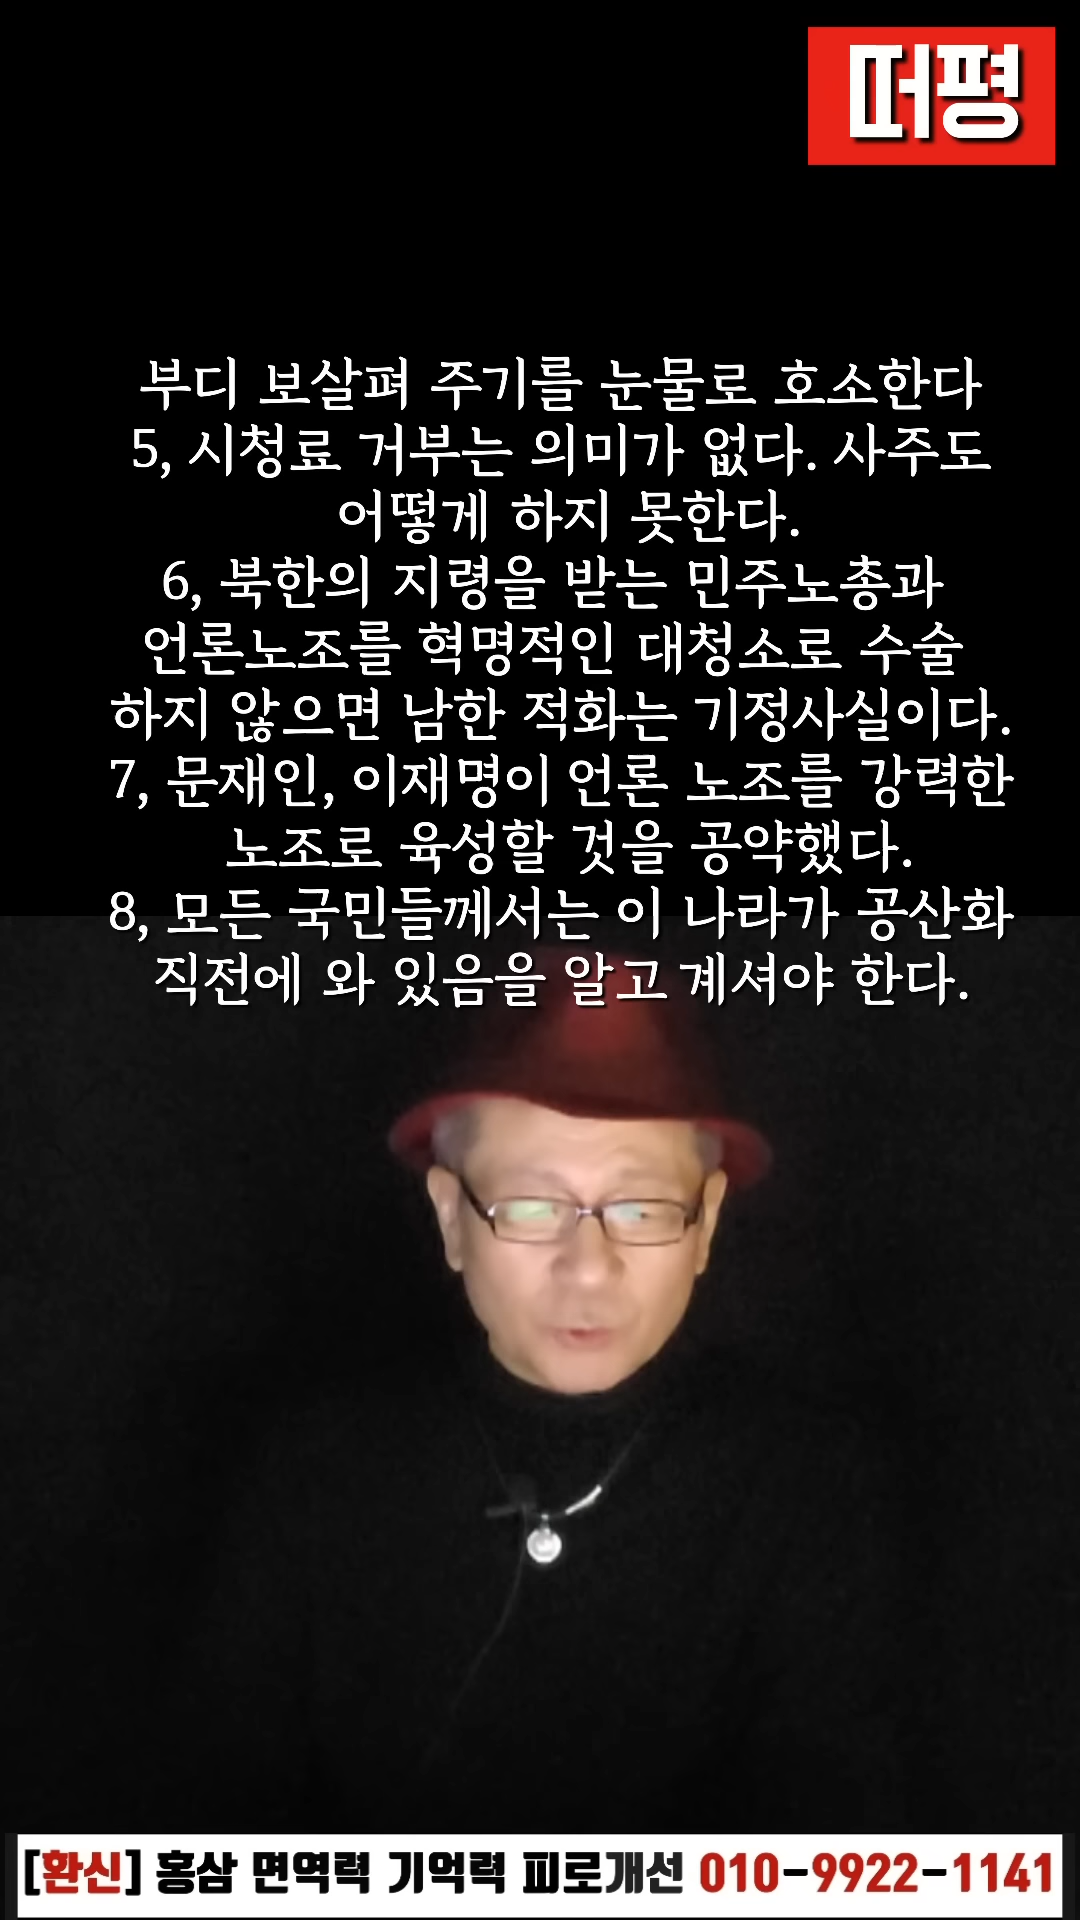 떠평
부디 보살펴 주기를 눈물로 호소한다
5, 시청료 거부는 의미가 없다. 사주도
어떻게 하지 못한다.
6, 북한의 지령을 받는 민주노총과
언론노조를 혁명적인 대청소로 수술
하지 않으면 남한 적화는 기정사실이다.
7, 문재인, 이재명이 언론 노조를 강력한
노조로 육성할 것을 공약했다.
8, 모든 국민들께서는 이 나라가 공산화
직전에 와 있음을 알고 계셔야 한다.
[환신] 홍삼 면역력 기억력 피로개선 010-9922-1141